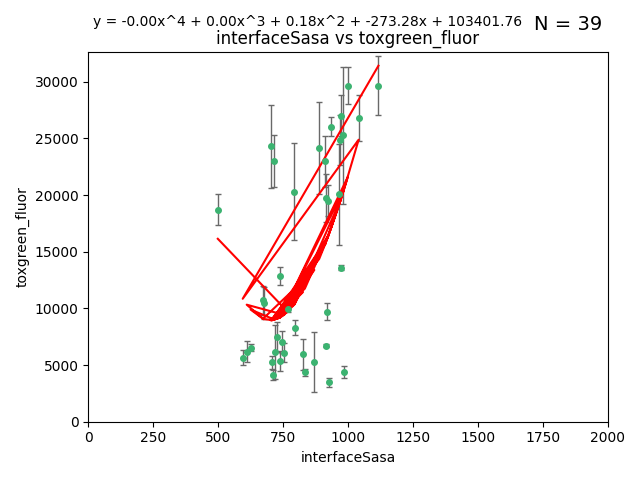 y = -0.00x^4 + 0.00x^3 + 0.18x^2 + -273.28x + 103401.76 N = 39
interfaceSasa vs toxgreen_fluor
30000
25000
20000
15000
10000
5000
0
toxgreen_fluor
0 250 500 750 1000 1250 1500 1750 2000
interfaceSasa